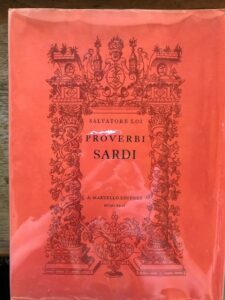 SALVATORE LOI
PROVERBI
SARDI
A. MARTELLO EDITORE